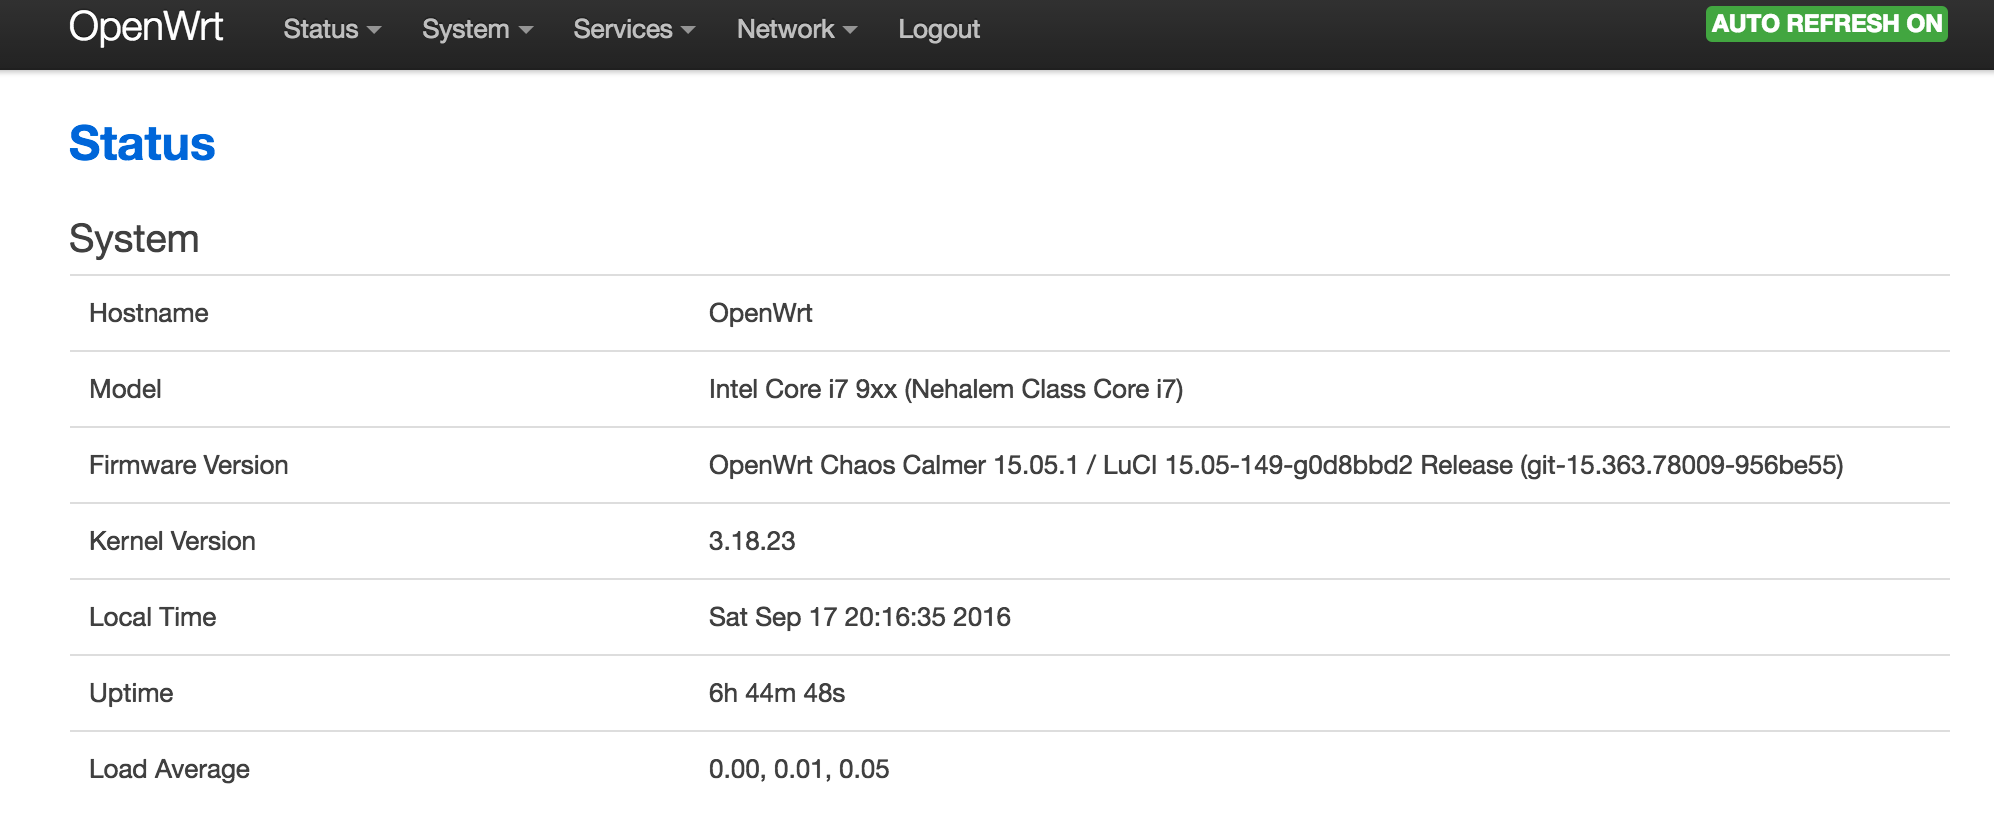 OpenWrt Status System Services Network Logout AUTO REFRESH ON
Status
System
Hostname OpenWrt
Model Intel Core i7 9xx (Nehalem Class Core i7)
Firmware Version OpenWrt Chaos Calmer 15.05.1 / LuCI 15.05-149-g0d8bbd2 Release (git-15.363.78009-956be55)
Kernel Version 3.18.23
Local Time Sat Sep 17 20:16:35 2016
Uptime 6h 44m 48s
Load Average 0.00, 0.01, 0.05